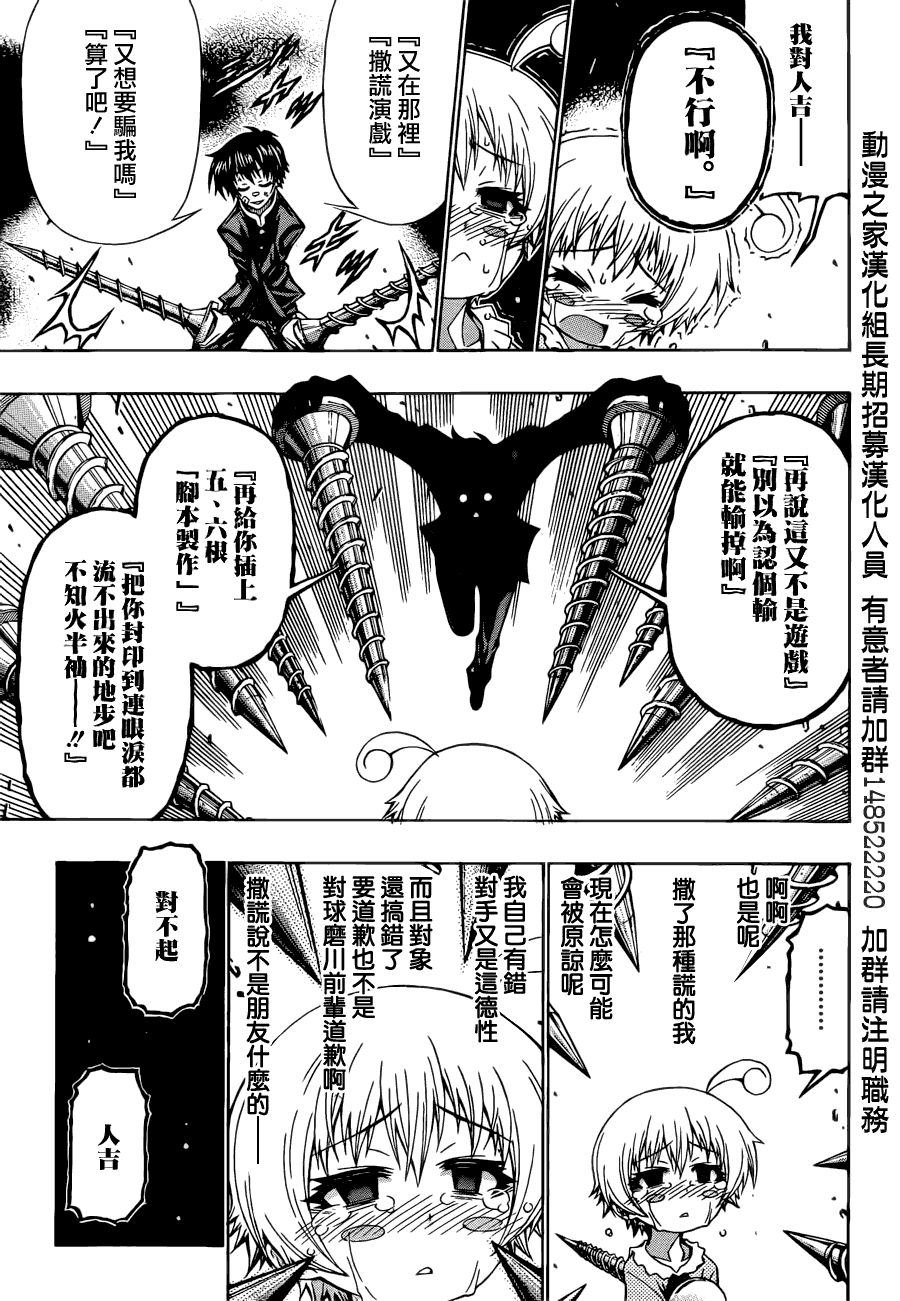 我對人吉——
『不行啊。』
『又在那裡』
『撒謊演戲』
『又想要騙我嗎』
『算了吧！』
『再說這又不是遊戲』
『別以為認個輸
就能輸掉啊』
『再給你插上
五、六根
「腳本製作」』
『把你封印到連眼淚都
流不出來的地步吧
不知火半袖——!!』
………
啊啊
也是呢
撒了那種謊的我
現在怎麼可能
會被原諒呢
我自己有錯
對手又是這德性
而且對象
還搞錯了
要道歉也不是
對球磨川前輩道歉啊
撒謊說不是朋友什麼的——
對不起
人吉
動漫之家漢化組長期招募漢化人員 有意者請加群148522220 加群請注明職務